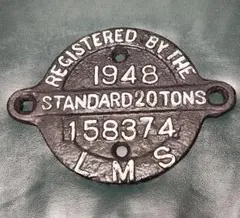 REGISTERED BY THE
1948
STANDARD 20 TONS
158374
L M S